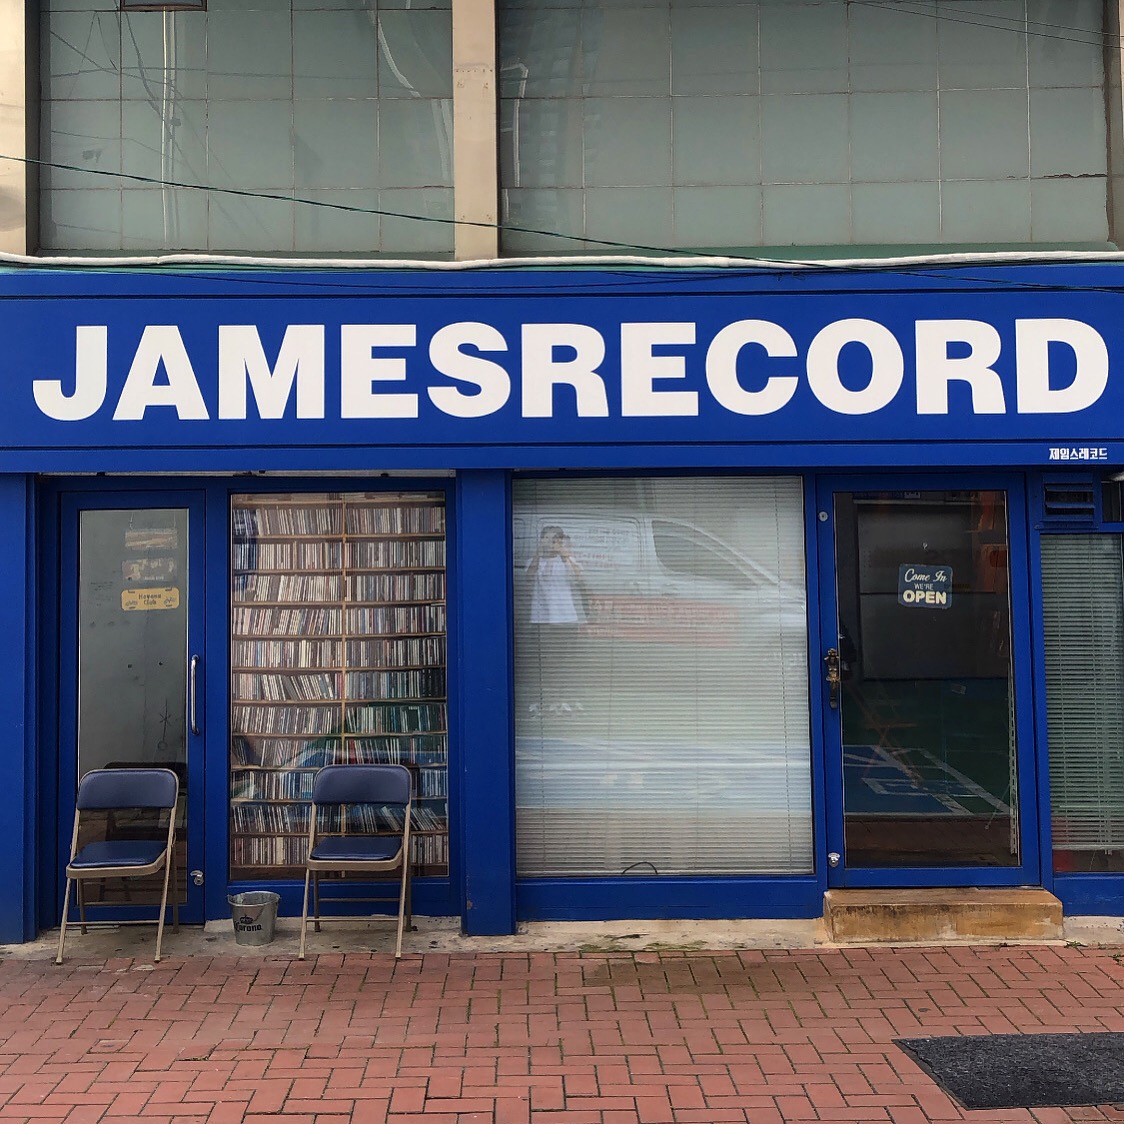 JAMESRECORD
제임스레코드
Come In
WE'RE
OPEN
Havana
Club
Corona